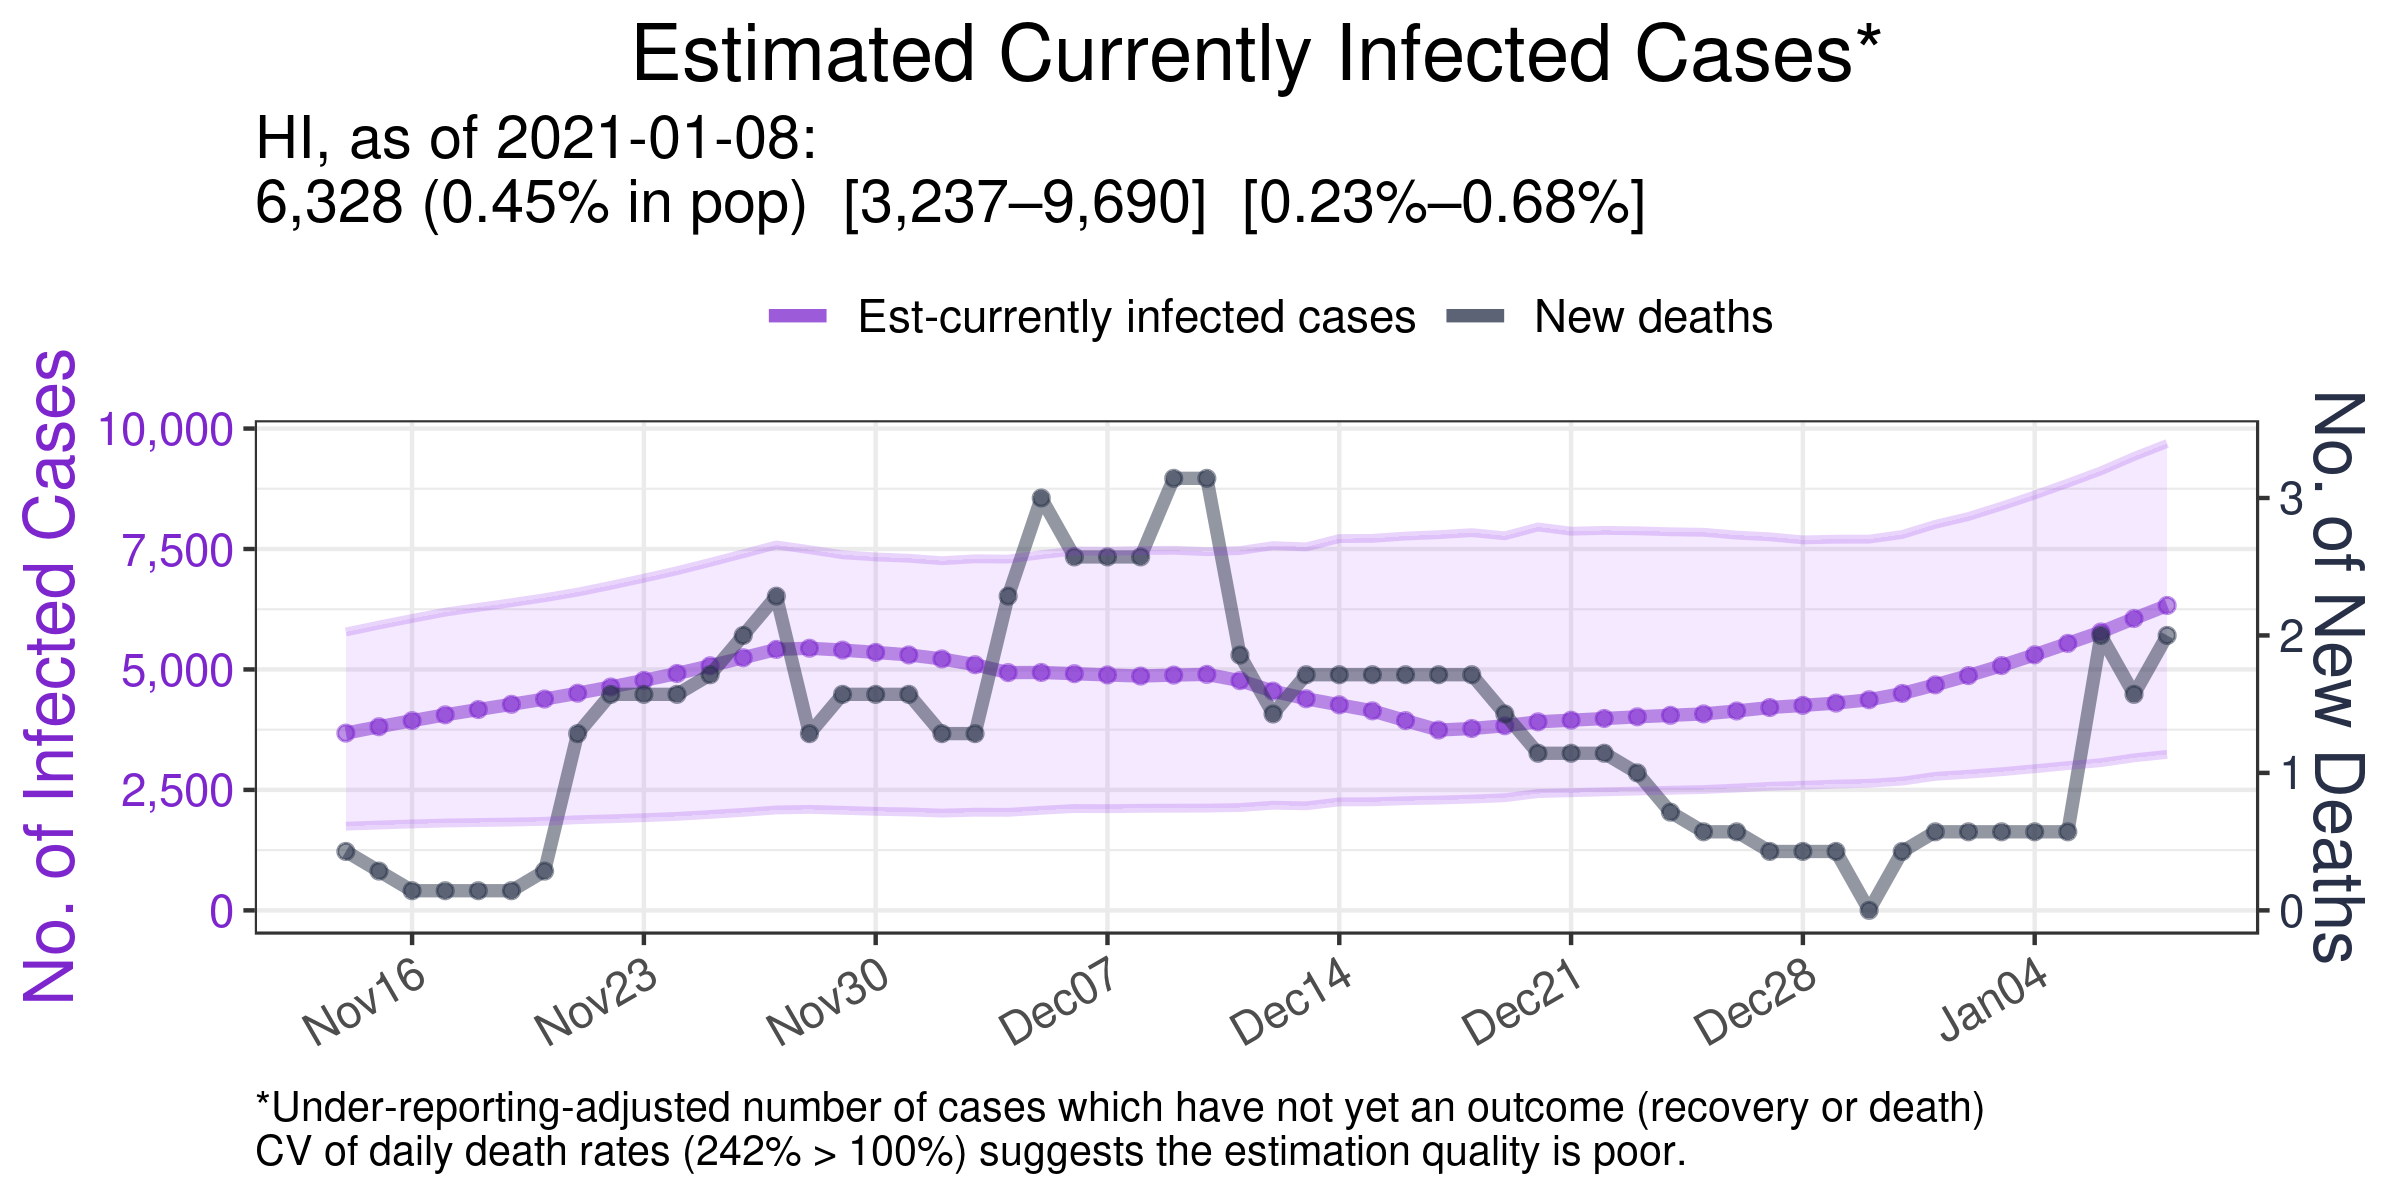 Estimated Currently Infected Cases*
HI, as of 2021-01-08:
6,328 (0.45% in pop)  [3,237–9,690]  [0.23%–0.68%]
Est-currently infected cases
New deaths
No. of Infected Cases
10,000
7,500
5,000
2,500
0
3
2
1
0
No. of New Deaths
Nov16
Nov23
Nov30
Dec07
Dec14
Dec21
Dec28
Jan04
*Under-reporting-adjusted number of cases which have not yet an outcome (recovery or death)
CV of daily death rates (242% > 100%) suggests the estimation quality is poor.